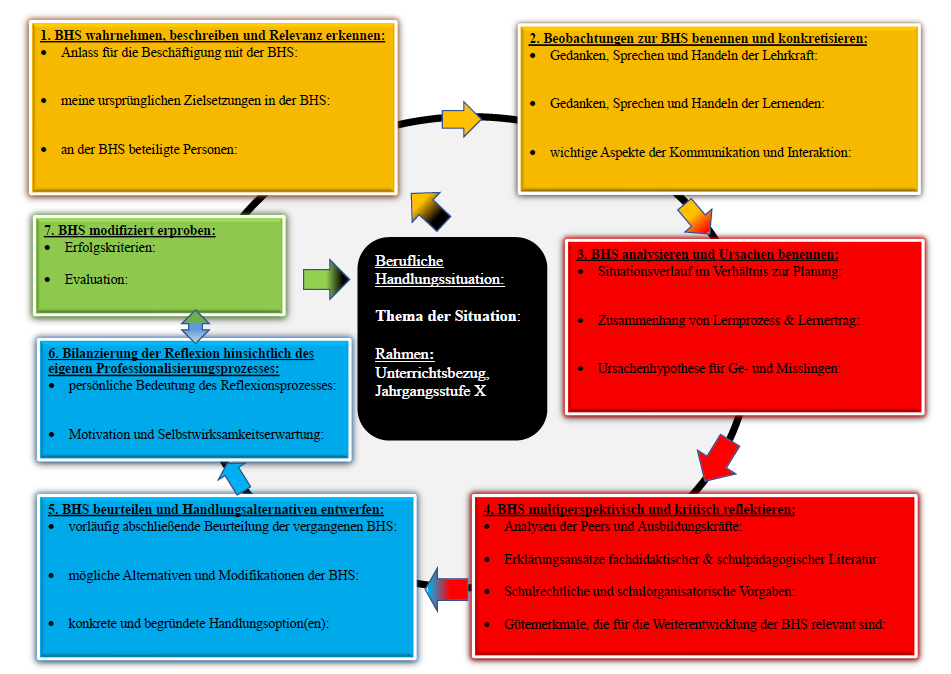 1. BHS wahrnehmen, beschreiben und Relevanz erkennen:
• Anlass für die Beschäftigung mit der BHS:
• meine ursprünglichen Zielsetzungen in der BHS:
• an der BHS beteiligte Personen:
2. Beobachtungen zur BHS benennen und konkretisieren:
• Gedanken, Sprechen und Handeln der Lehrkraft:
• Gedanken, Sprechen und Handeln der Lernenden:
• wichtige Aspekte der Kommunikation und Interaktion:
3. BHS analysieren und Ursachen benennen:
• Situationsverlauf im Verhältnis zur Planung:
• Zusammenhang von Lernprozess & Lernertrag:
• Ursachenhypothese für Ge- und Misslingen:
4. BHS multiperspektivisch und kritisch reflektieren:
• Analysen der Peers und Ausbildungskräfte:
• Erklärungsansätze fachdidaktischer & schulpädagogischer Literatur:
• Schulrechtliche und schulorganisatorische Vorgaben:
• Gütemerkmale, die für die Weiterentwicklung der BHS relevant sind:
5. BHS beurteilen und Handlungsalternativen entwerfen:
• vorläufig abschließende Beurteilung der vergangenen BHS:
• mögliche Alternativen und Modifikationen der BHS:
• konkrete und begründete Handlungsoption(en):
6. Bilanzierung der Reflexion hinsichtlich des
eigenen Professionalisierungsprozesses:
• persönliche Bedeutung des Reflexionsprozesses:
• Motivation und Selbstwirksamkeitserwartung:
7. BHS modifiziert erproben:
• Erfolgskriterien:
• Evaluation:
Berufliche
Handlungssituation:
Thema der Situation:
Rahmen:
Unterrichtsbezug,
Jahrgangsstufe X